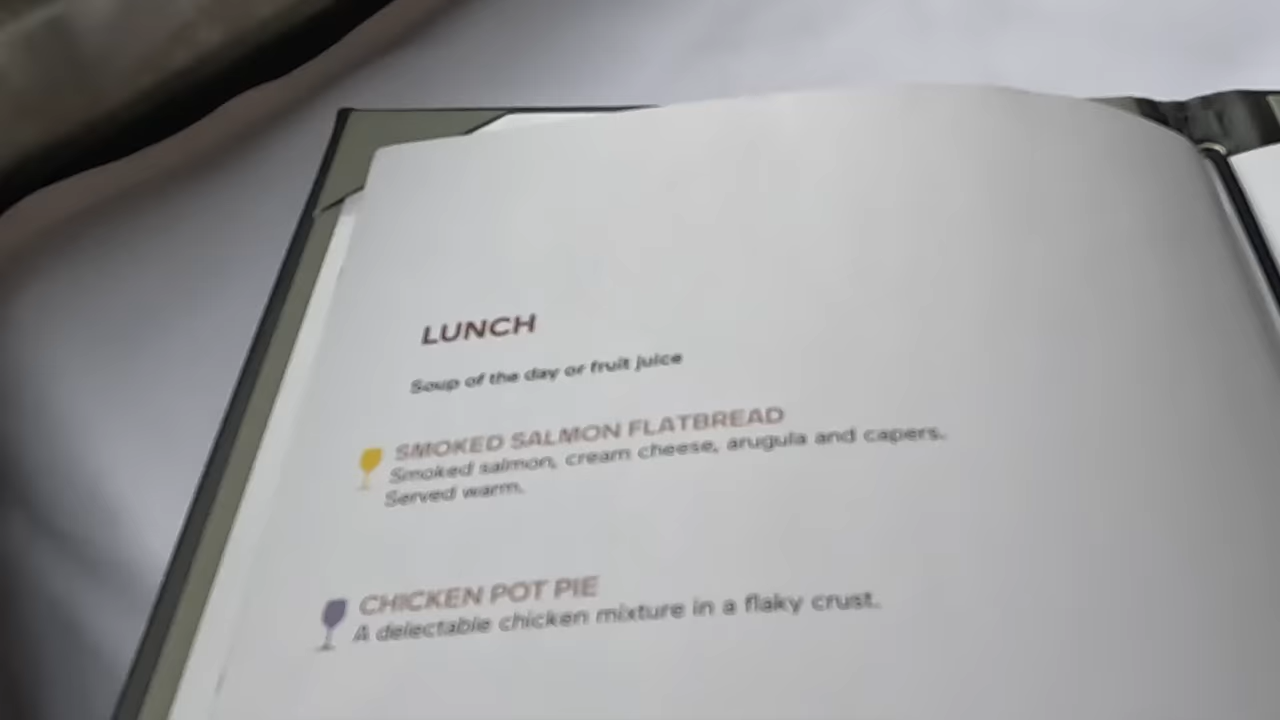 LUNCH
Soup of the day or fruit juice
SMOKED SALMON FLATBREAD
Smoked salmon, cream cheese, arugula and capers.
Served warm.
CHICKEN POT PIE
A delectable chicken mixture in a flaky crust.